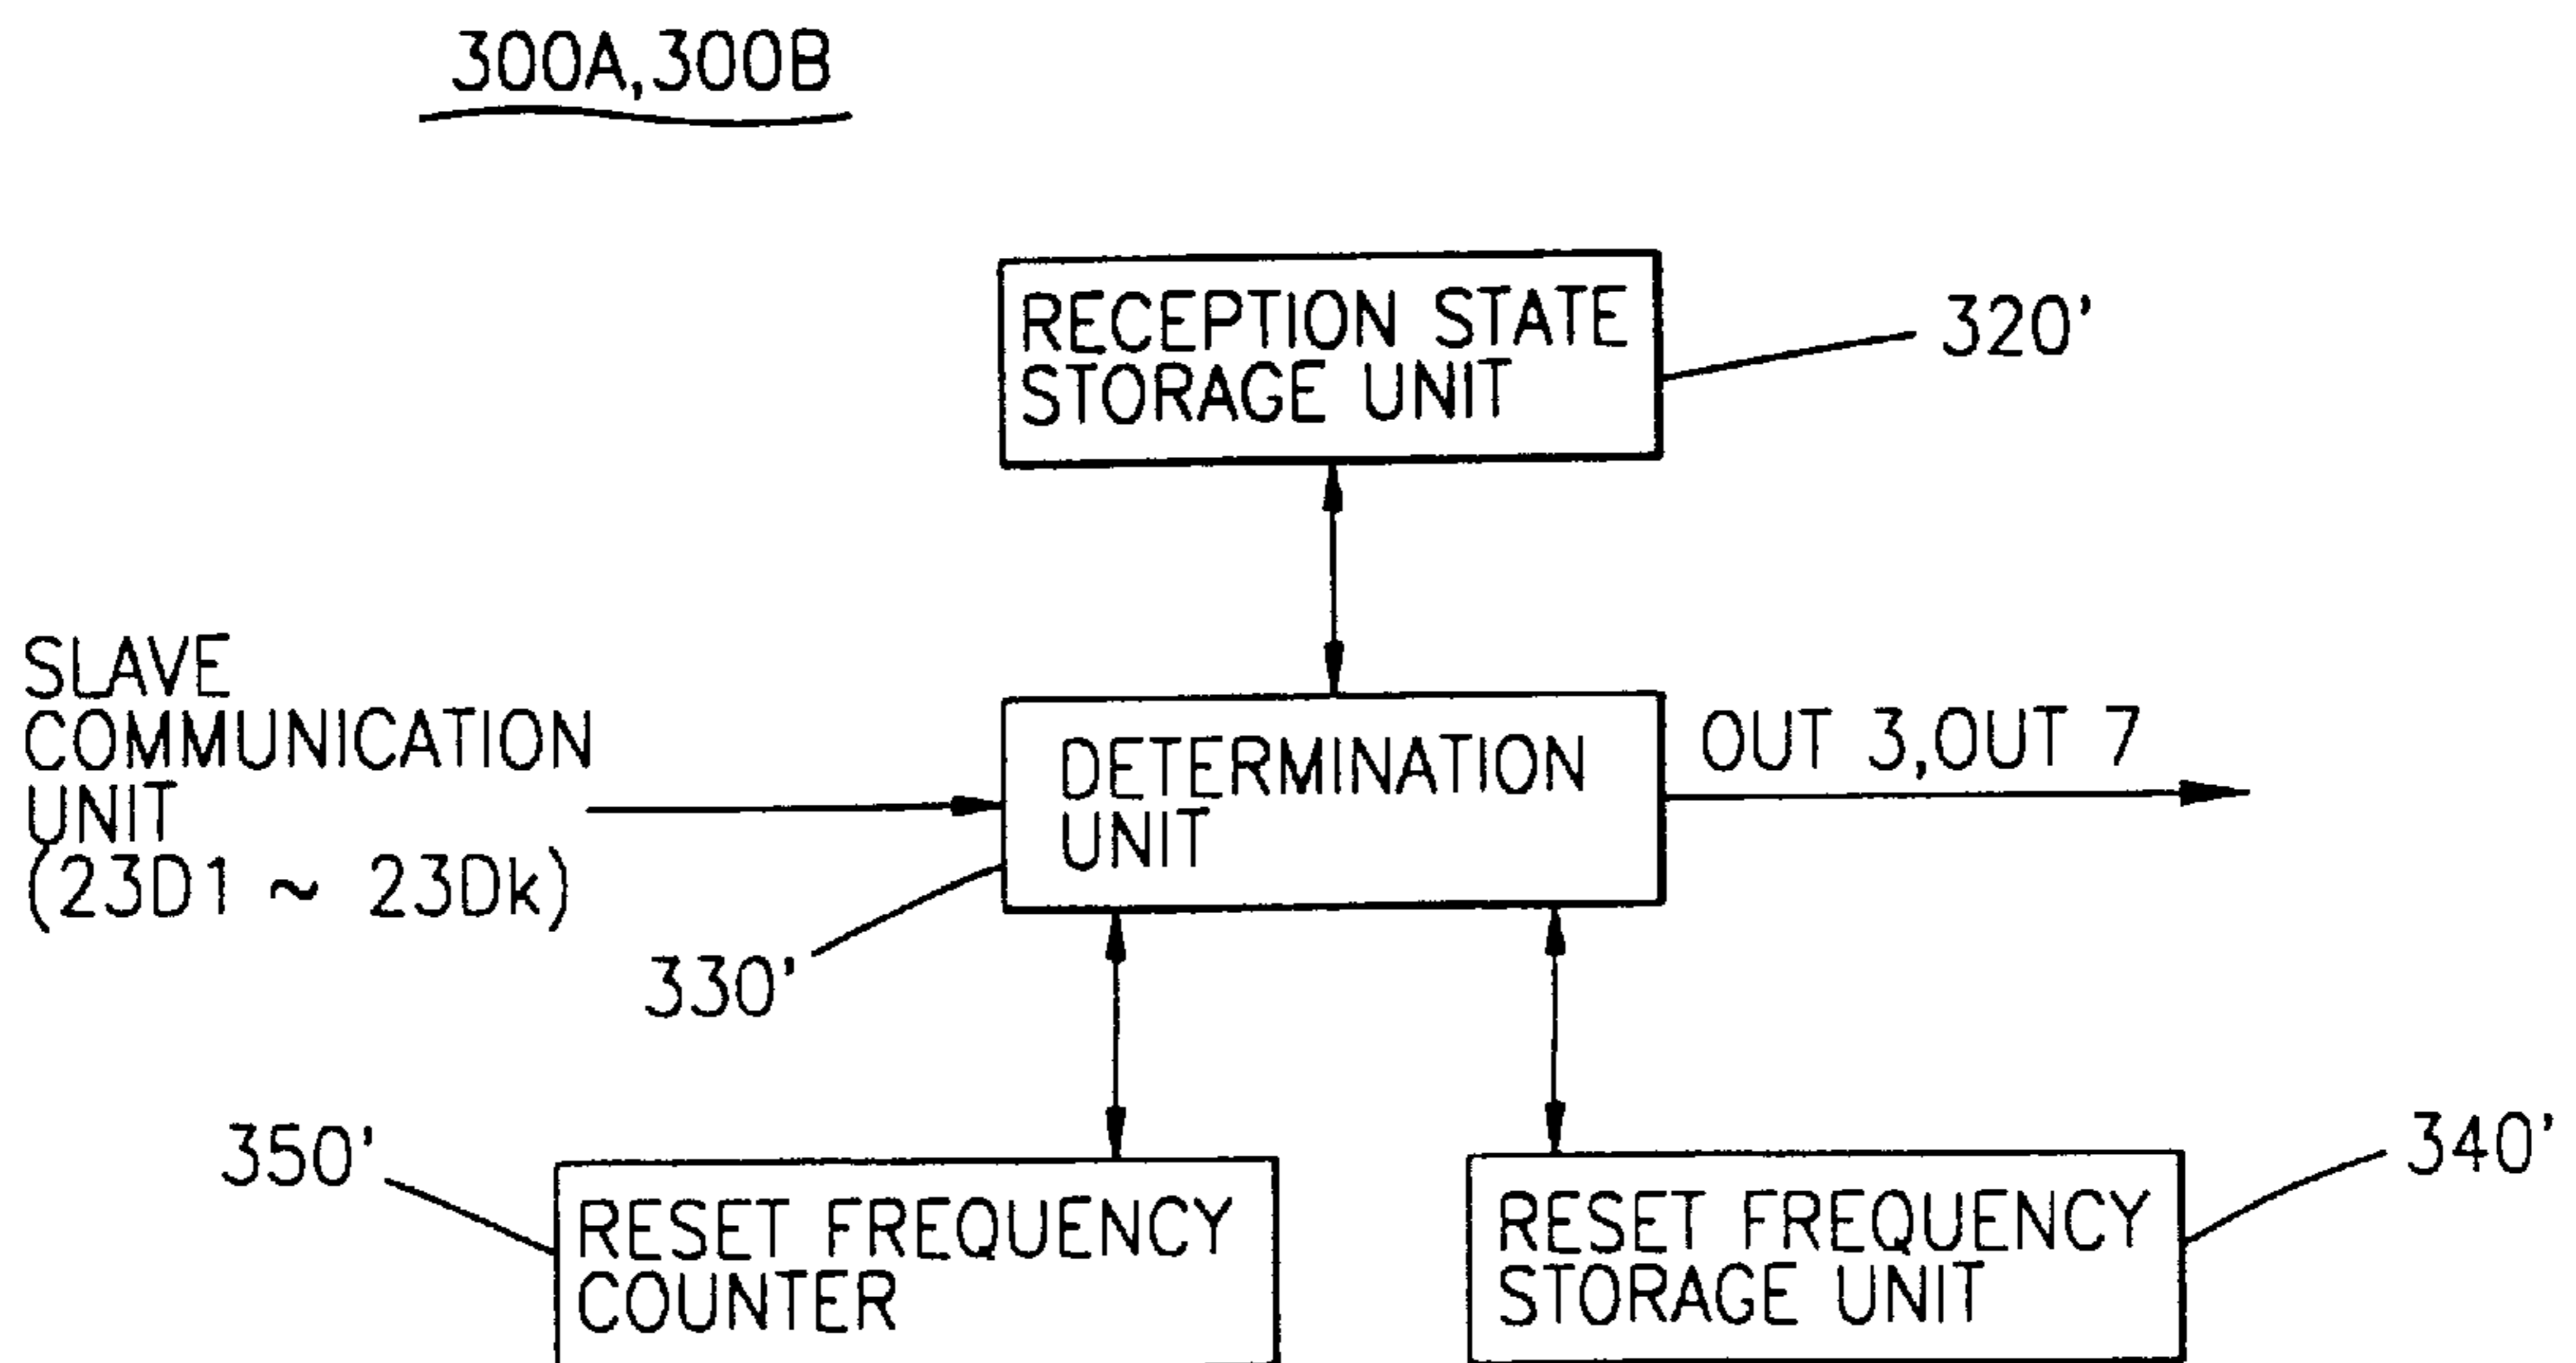 300A,300B
RECEPTION STATE
STORAGE UNIT
320'
SLAVE
COMMUNICATION
UNIT
(23D1 ~ 23Dk)
DETERMINATION
UNIT
OUT 3,OUT 7
330'
350'
RESET FREQUENCY
COUNTER
RESET FREQUENCY
STORAGE UNIT
340'